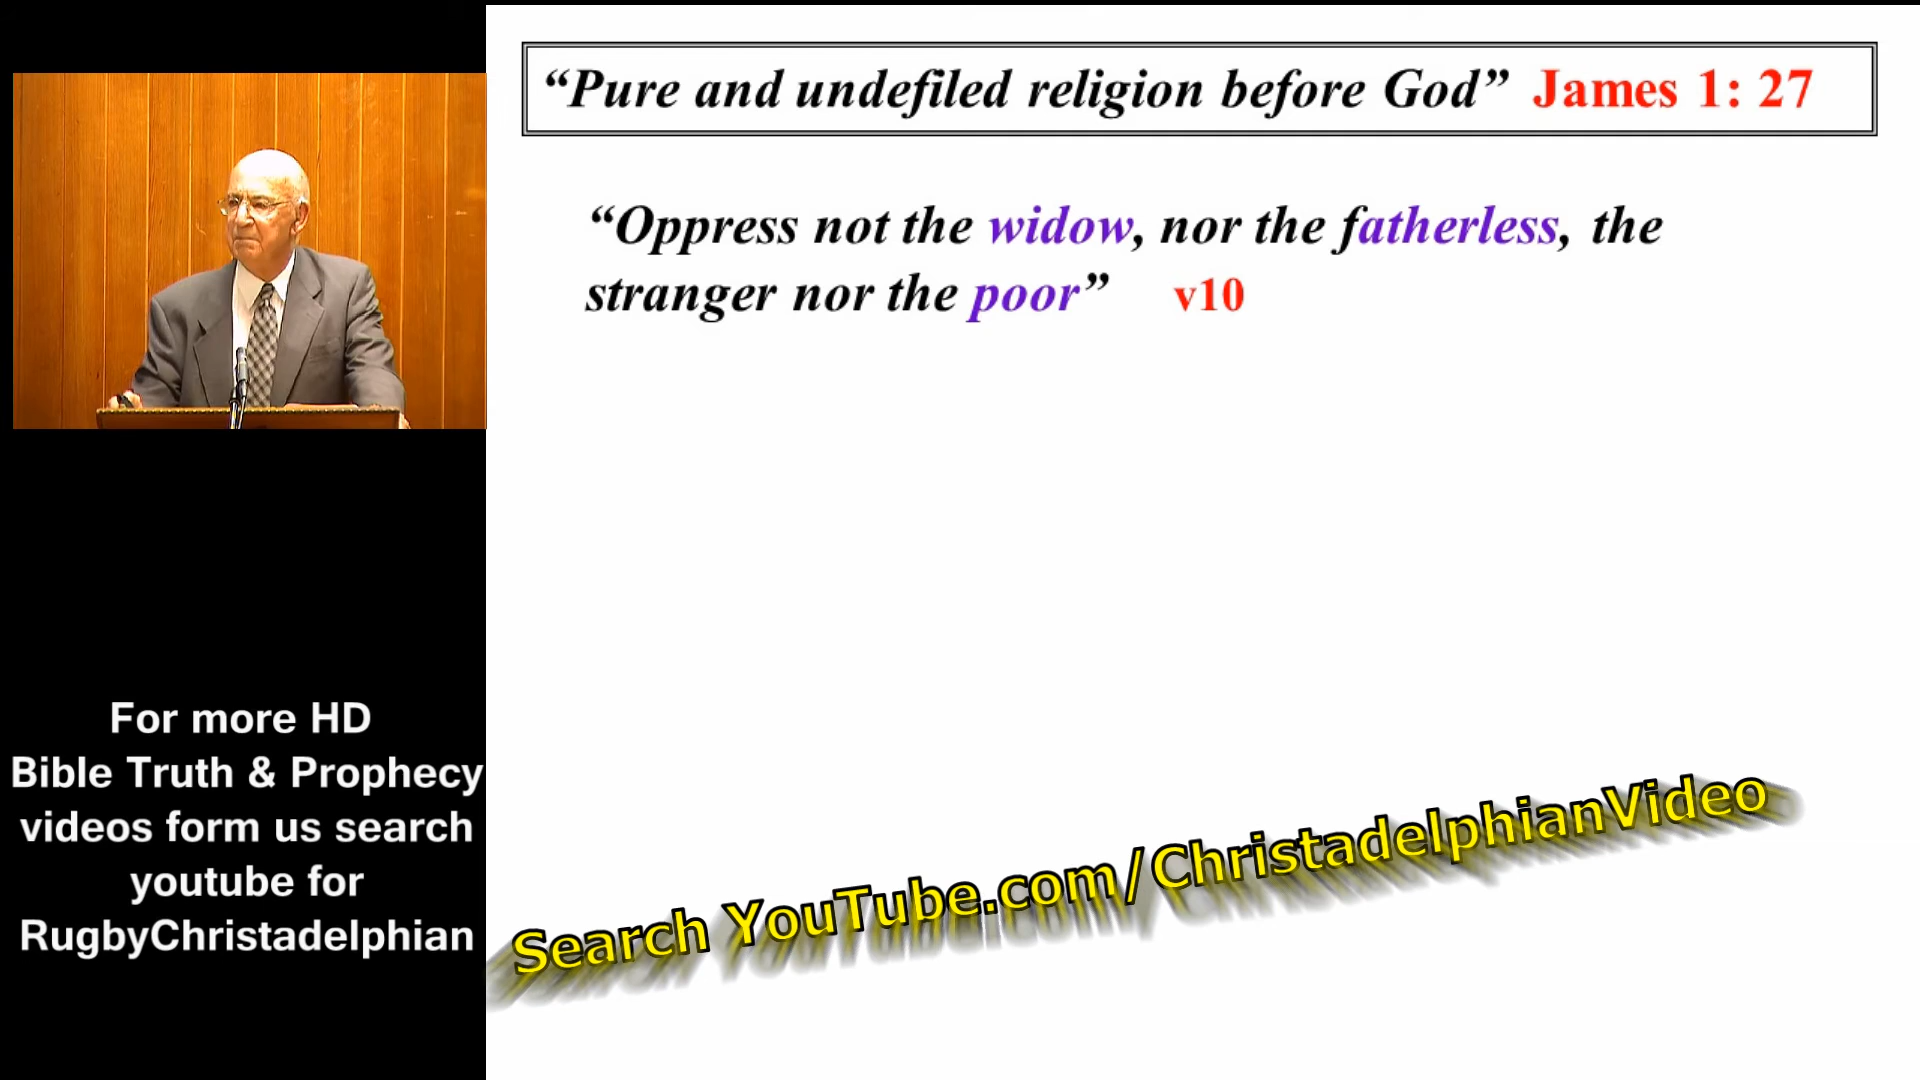 “Pure and undefiled religion before God” James 1: 27
“Oppress not the widow, nor the fatherless, the
stranger nor the poor” v10
For more HD
Bible Truth & Prophecy
videos form us search
youtube for
RugbyChristadelphian
Search YouTube.com/ChristadelphianVideo